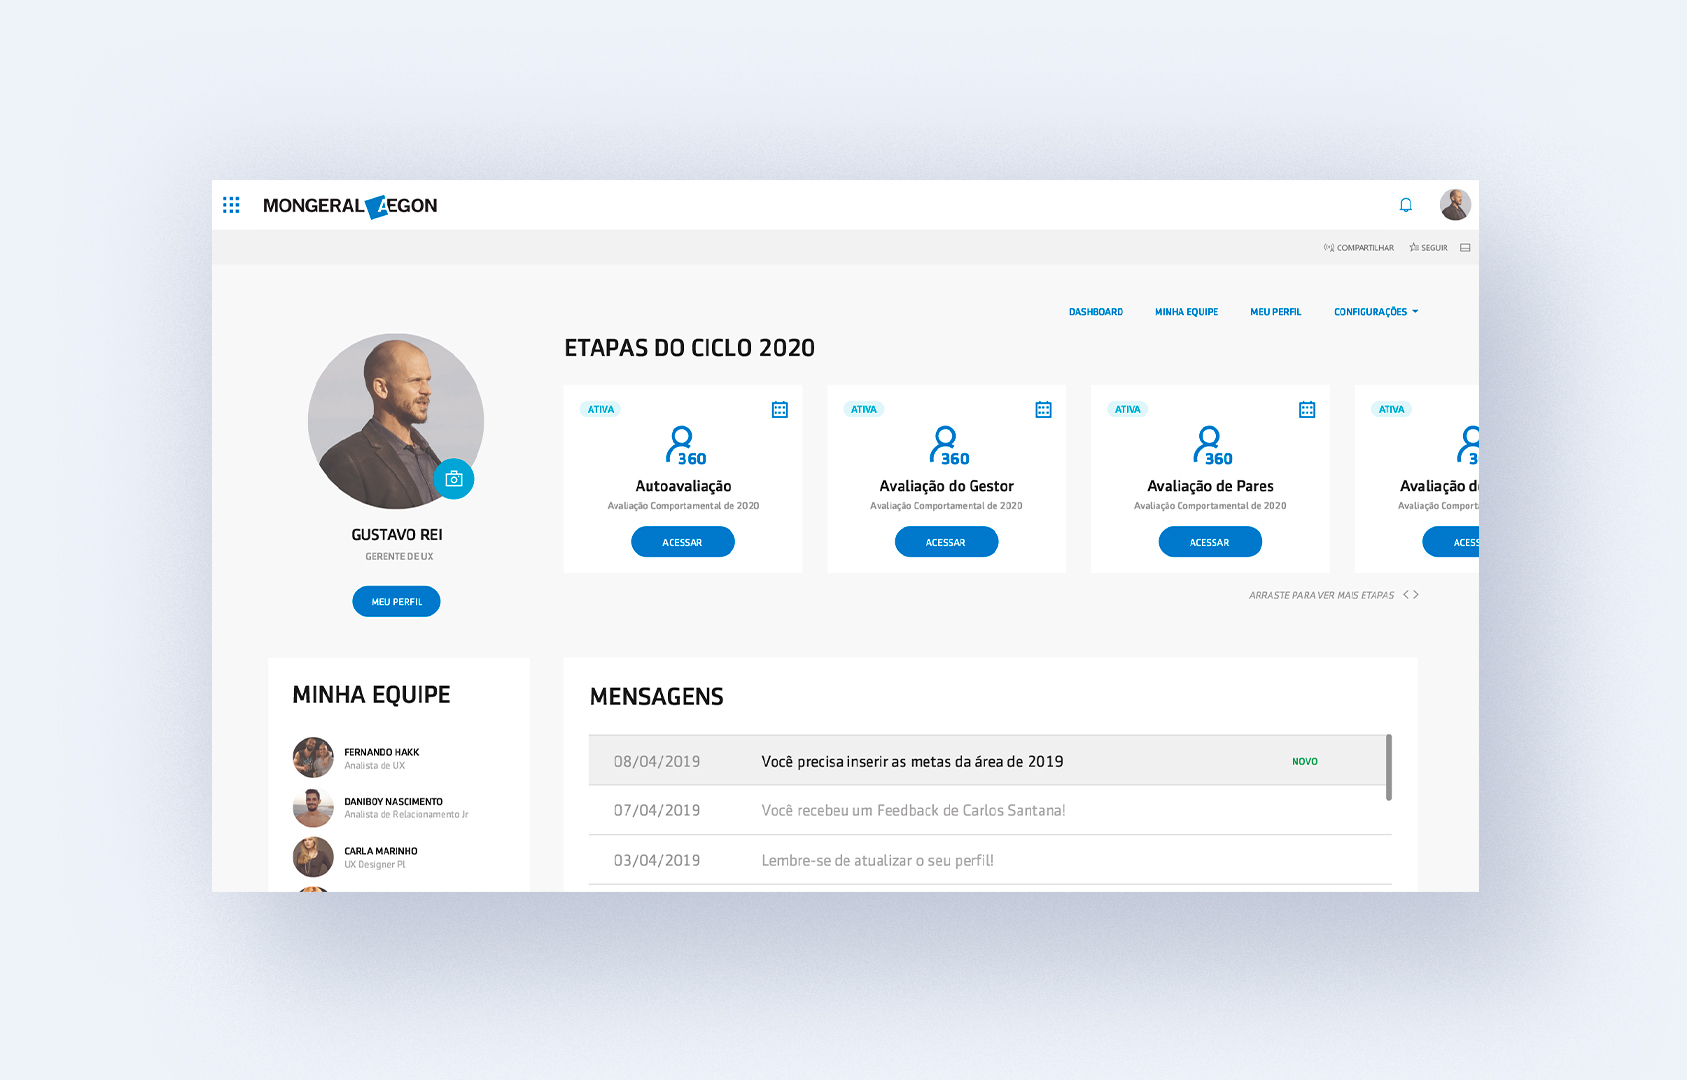 MONGERAL AEGON
COMPARTILHAR SEGUIR
DASHBOARD MINHA EQUIPE MEU PERFIL CONFIGURAÇÕES
GUSTAVO REI
GERENTE DE UX
MEU PERFIL
ETAPAS DO CICLO 2020
ATIVA
360
Autoavaliação
Avaliação Comportamental de 2020
ACESSAR
ATIVA
360
Avaliação do Gestor
Avaliação Comportamental de 2020
ACESSAR
ATIVA
360
Avaliação de Pares
Avaliação Comportamental de 2020
ACESSAR
ATIVA
3
Avaliação d
Avaliação Comport
ACESS
ARRASTE PARA VER MAIS ETAPAS
MINHA EQUIPE
FERNANDO HAKK
Analista de UX
DANIBOY NASCIMENTO
Analista de Relacionamento Jr
CARLA MARINHO
UX Designer Pl
MENSAGENS
08/04/2019 Você precisa inserir as metas da área de 2019 NOVO
07/04/2019 Você recebeu um Feedback de Carlos Santana!
03/04/2019 Lembre-se de atualizar o seu perfil!